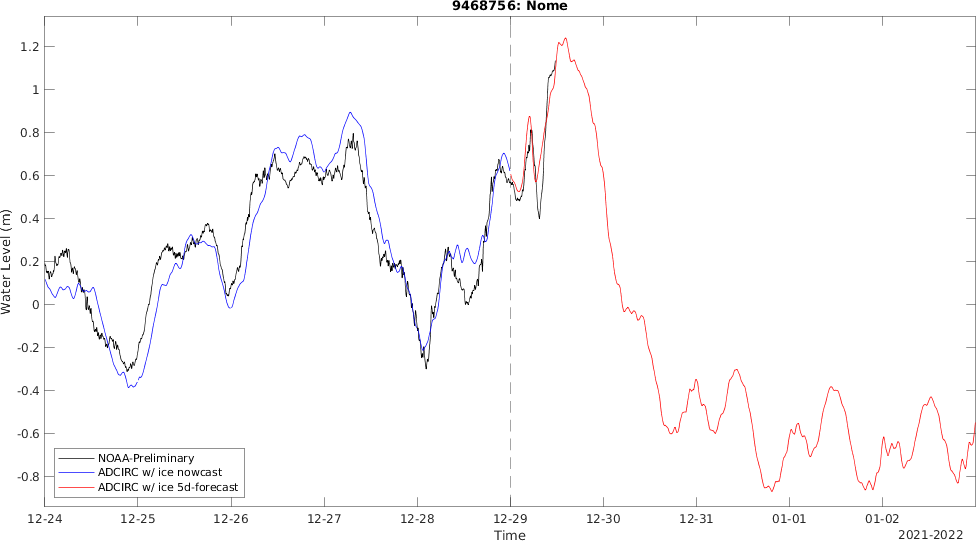 9468756: Nome
1.2
1
0.8
0.6
0.4
0.2
0
-0.2
-0.4
-0.6
-0.8
Water Level (m)
NOAA-Preliminary
ADCIRC w/ ice nowcast
ADCIRC w/ ice 5d-forecast
12-24 12-25 12-26 12-27 12-28 12-29 12-30 12-31 01-01 01-02
Time
2021-2022